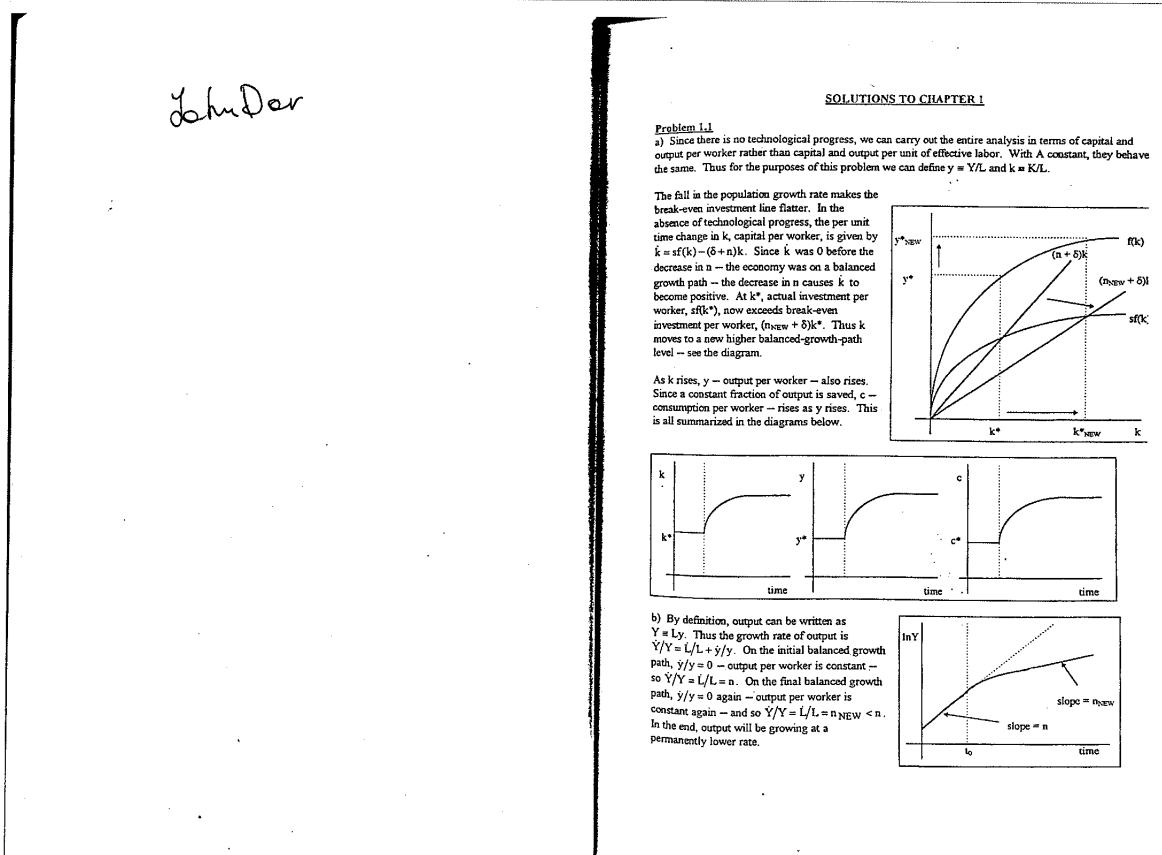 John Dor
SOLUTIONS TO CHAPTER 1
Problem 1.1
a) Since there is no technological progress, we can carry out the entire analysis in terms of capital and
output per worker rather than capital and output per unit of effective labor. With A constant, they behave
the same. Thus for the purposes of this problem we can define y ≡ Y/L and k ≡ K/L.
The fall in the population growth rate makes the
break-even investment line flatter. In the
absence of technological progress, the per unit
time change in k, capital per worker, is given by
k̇ = sf(k) – (δ + n)k. Since k̇ was 0 before the
decrease in n -- the economy was on a balanced
growth path -- the decrease in n causes k̇ to
become positive. At k*, actual investment per
worker, sf(k*), now exceeds break-even
investment per worker, (nNEW + δ)k*. Thus k
moves to a new higher balanced-growth-path
level -- see the diagram.
As k rises, y -- output per worker -- also rises.
Since a constant fraction of output is saved, c --
consumption per worker -- rises as y rises. This
is all summarized in the diagrams below.
y*NEW
f(k)
(n + δ)k
y*
(nNEW + δ)
sf(k
k*
k*NEW
k
k
y
c
k*
y*
c*
time
time
time
b) By definition, output can be written as
Y ≡ Ly. Thus the growth rate of output is
Ẏ/Y = L̇/L + ẏ/y. On the initial balanced growth
path, ẏ/y = 0 -- output per worker is constant --
so Ẏ/Y = L̇/L = n. On the final balanced growth
path, ẏ/y = 0 again -- output per worker is
constant again -- and so Ẏ/Y = L̇/L = nNEW < n.
In the end, output will be growing at a
permanently lower rate.
lnY
slope = nNEW
slope = n
t0
time